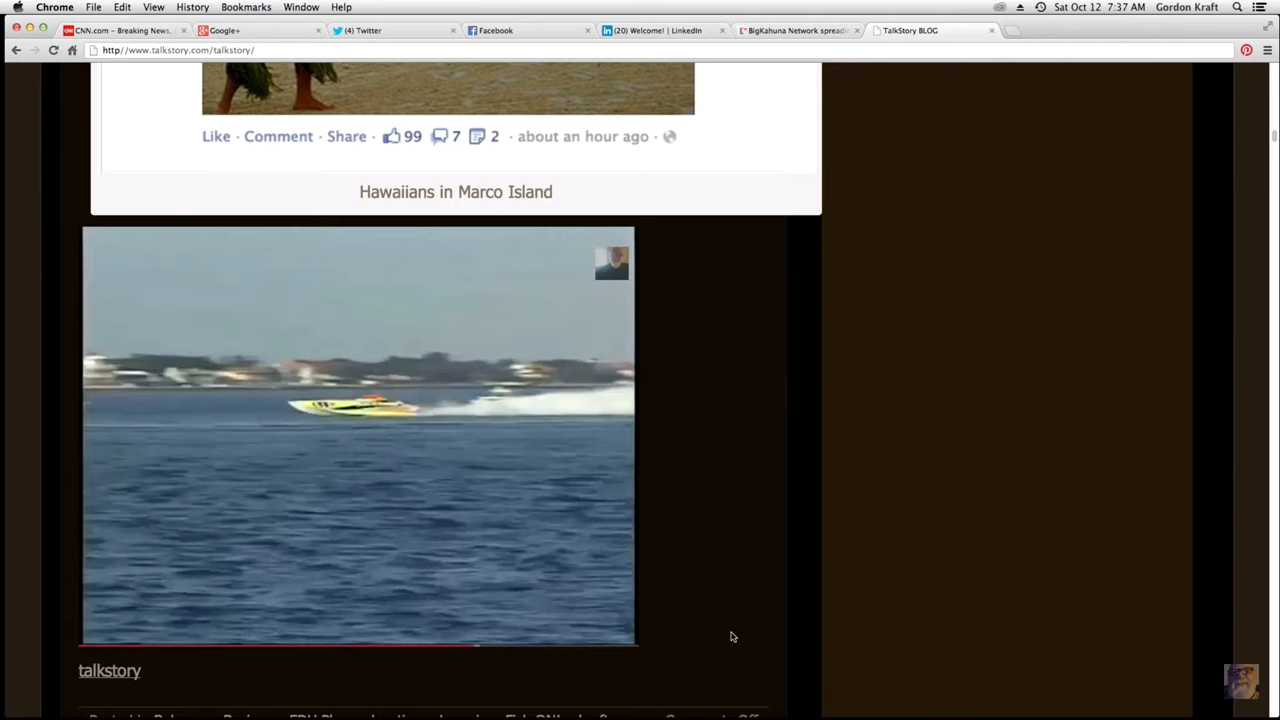 Chrome File Edit View History Bookmarks Window Help Sat Oct 12 7:37 AM Gordon Kraft
CNN.com – Breaking News, Google+ (4) Twitter Facebook (20) Welcome! | LinkedIn BigKahuna Network spreadi TalkStory BLOG
http//www.talkstory.com/talkstory/
Like · Comment · Share · 99 7 2 · about an hour ago ·
Hawaiians in Marco Island
talkstory